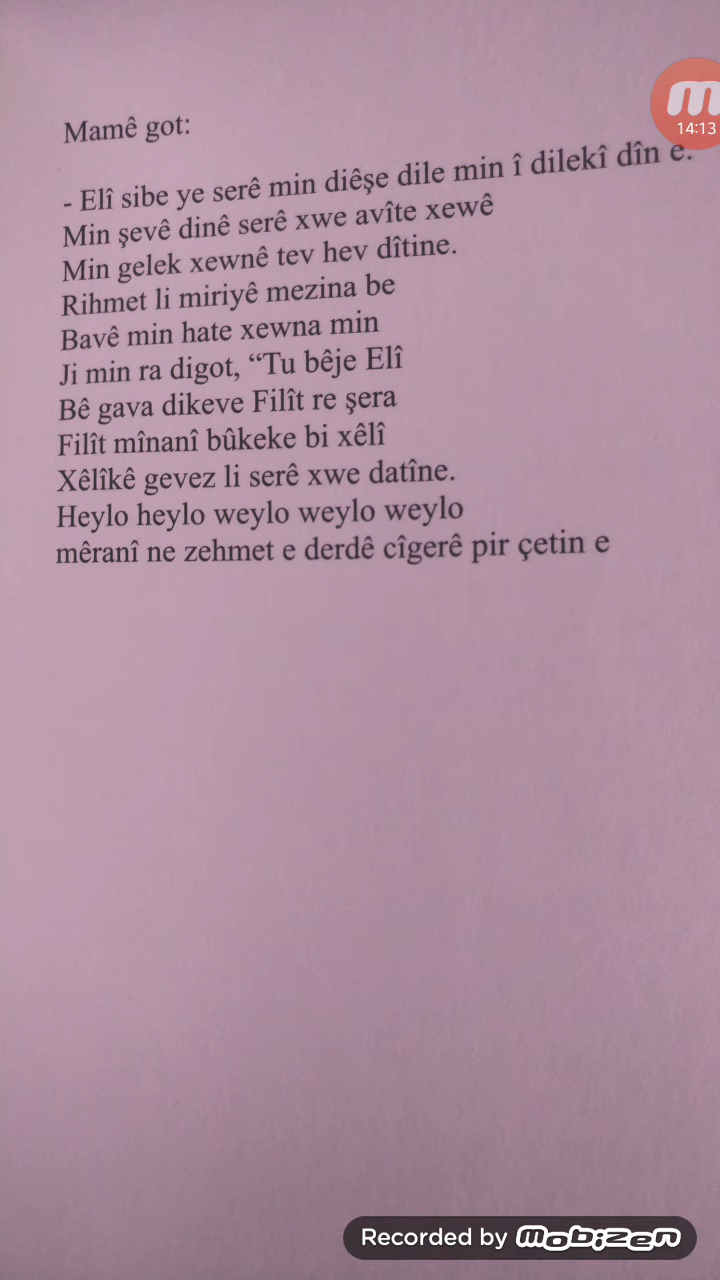 14:13
Mamê got:
- Elî sibe ye serê min diêşe dile min î dilekî dîn e.
Min şevê dinê serê xwe avîte xewê
Min gelek xewnê tev hev dîtine.
Rihmet li miriyê mezina be
Bavê min hate xewna min
Ji min ra digot, “Tu bêje Elî
Bê gava dikeve Filît re şera
Filît mînanî bûkeke bi xêlî
Xêlîkê gevez li serê xwe datîne.
Heylo heylo weylo weylo weylo
mêranî ne zehmet e derdê cîgerê pir çetin e
Recorded by mobizen